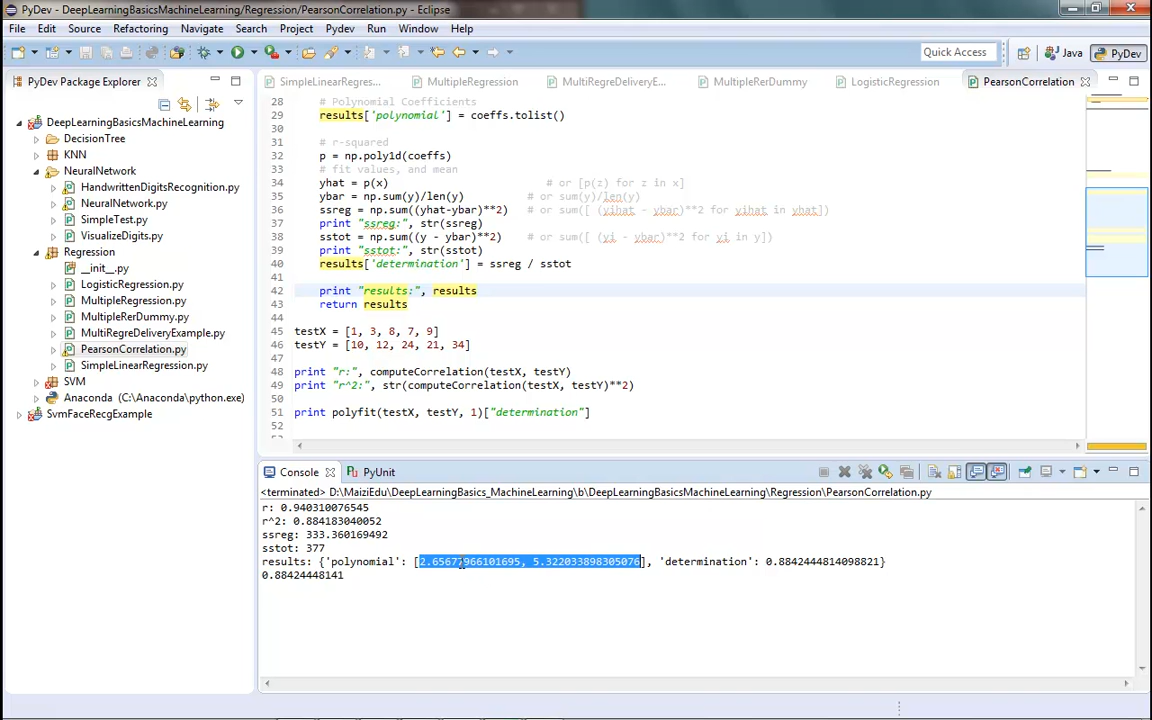 PyDev - DeepLearningBasicsMachineLearning/Regression/PearsonCorrelation.py - Eclipse
File Edit Source Refactoring Navigate Search Project Pydev Run Window Help
Quick Access
Java
PyDev
PyDev Package Explorer
DeepLearningBasicsMachineLearning
DecisionTree
KNN
NeuralNetwork
HandwrittenDigitsRecognition.py
NeuralNetwork.py
SimpleTest.py
VisualizeDigits.py
Regression
__init__.py
LogisticRegression.py
MultipleRegression.py
MultipleRerDummy.py
MultiRegreDeliveryExample.py
PearsonCorrelation.py
SimpleLinearRegression.py
SVM
Anaconda (C:\Anaconda\python.exe)
SvmFaceRecgExample
SimpleLinearRegres... MultipleRegression MultiRegreDeliveryE... MultipleRerDummy LogisticRegression PearsonCorrelation
28 # Polynomial Coefficients
29 results['polynomial'] = coeffs.tolist()
30
31 # r-squared
32 p = np.poly1d(coeffs)
33 # fit values, and mean
34 yhat = p(x) # or [p(z) for z in x]
35 ybar = np.sum(y)/len(y) # or sum(y)/len(y)
36 ssreg = np.sum((yhat-ybar)**2) # or sum([ (yihat - ybar)**2 for yihat in yhat])
37 print "ssreg:", str(ssreg)
38 sstot = np.sum((y - ybar)**2) # or sum([ (yi - ybar)**2 for yi in y])
39 print "sstot:", str(sstot)
40 results['determination'] = ssreg / sstot
41
42 print "results:", results
43 return results
44
45 testX = [1, 3, 8, 7, 9]
46 testY = [10, 12, 24, 21, 34]
47
48 print "r:", computeCorrelation(testX, testY)
49 print "r^2:", str(computeCorrelation(testX, testY)**2)
50
51 print polyfit(testX, testY, 1)["determination"]
52
Console PyUnit
<terminated> D:\MaiziEdu\DeepLearningBasics_MachineLearning\b\DeepLearningBasicsMachineLearning\Regression\PearsonCorrelation.py
r: 0.940310076545
r^2: 0.884183040052
ssreg: 333.360169492
sstot: 377
results: {'polynomial': [2.65677966101695, 5.322033898305076], 'determination': 0.8842444814098821}
0.88424448141